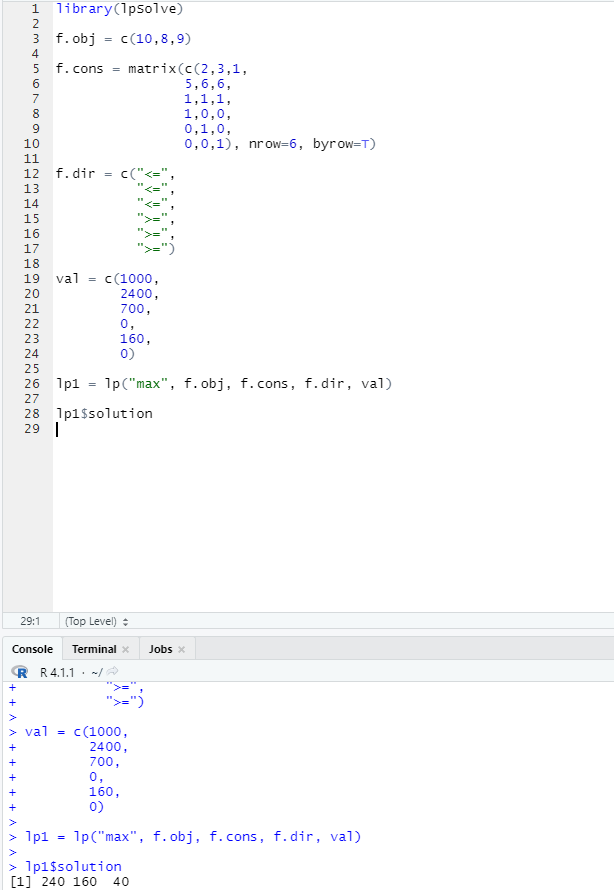 1 library(lpSolve)
2
3 f.obj = c(10,8,9)
4
5 f.cons = matrix(c(2,3,1,
6 5,6,6,
7 1,1,1,
8 1,0,0,
9 0,1,0,
10 0,0,1), nrow=6, byrow=T)
11
12 f.dir = c("<=",
13 "<=",
14 "<=",
15 ">=",
16 ">=",
17 ">=")
18
19 val = c(1000,
20 2400,
21 700,
22 0,
23 160,
24 0)
25
26 lp1 = lp("max", f.obj, f.cons, f.dir, val)
27
28 lp1$solution
29
29:1 (Top Level)
Console Terminal × Jobs ×
R R 4.1.1 · ~/
+ ">=",
+ ">=")
>
> val = c(1000,
+ 2400,
+ 700,
+ 0,
+ 160,
+ 0)
>
> lp1 = lp("max", f.obj, f.cons, f.dir, val)
>
> lp1$solution
[1] 240 160 40